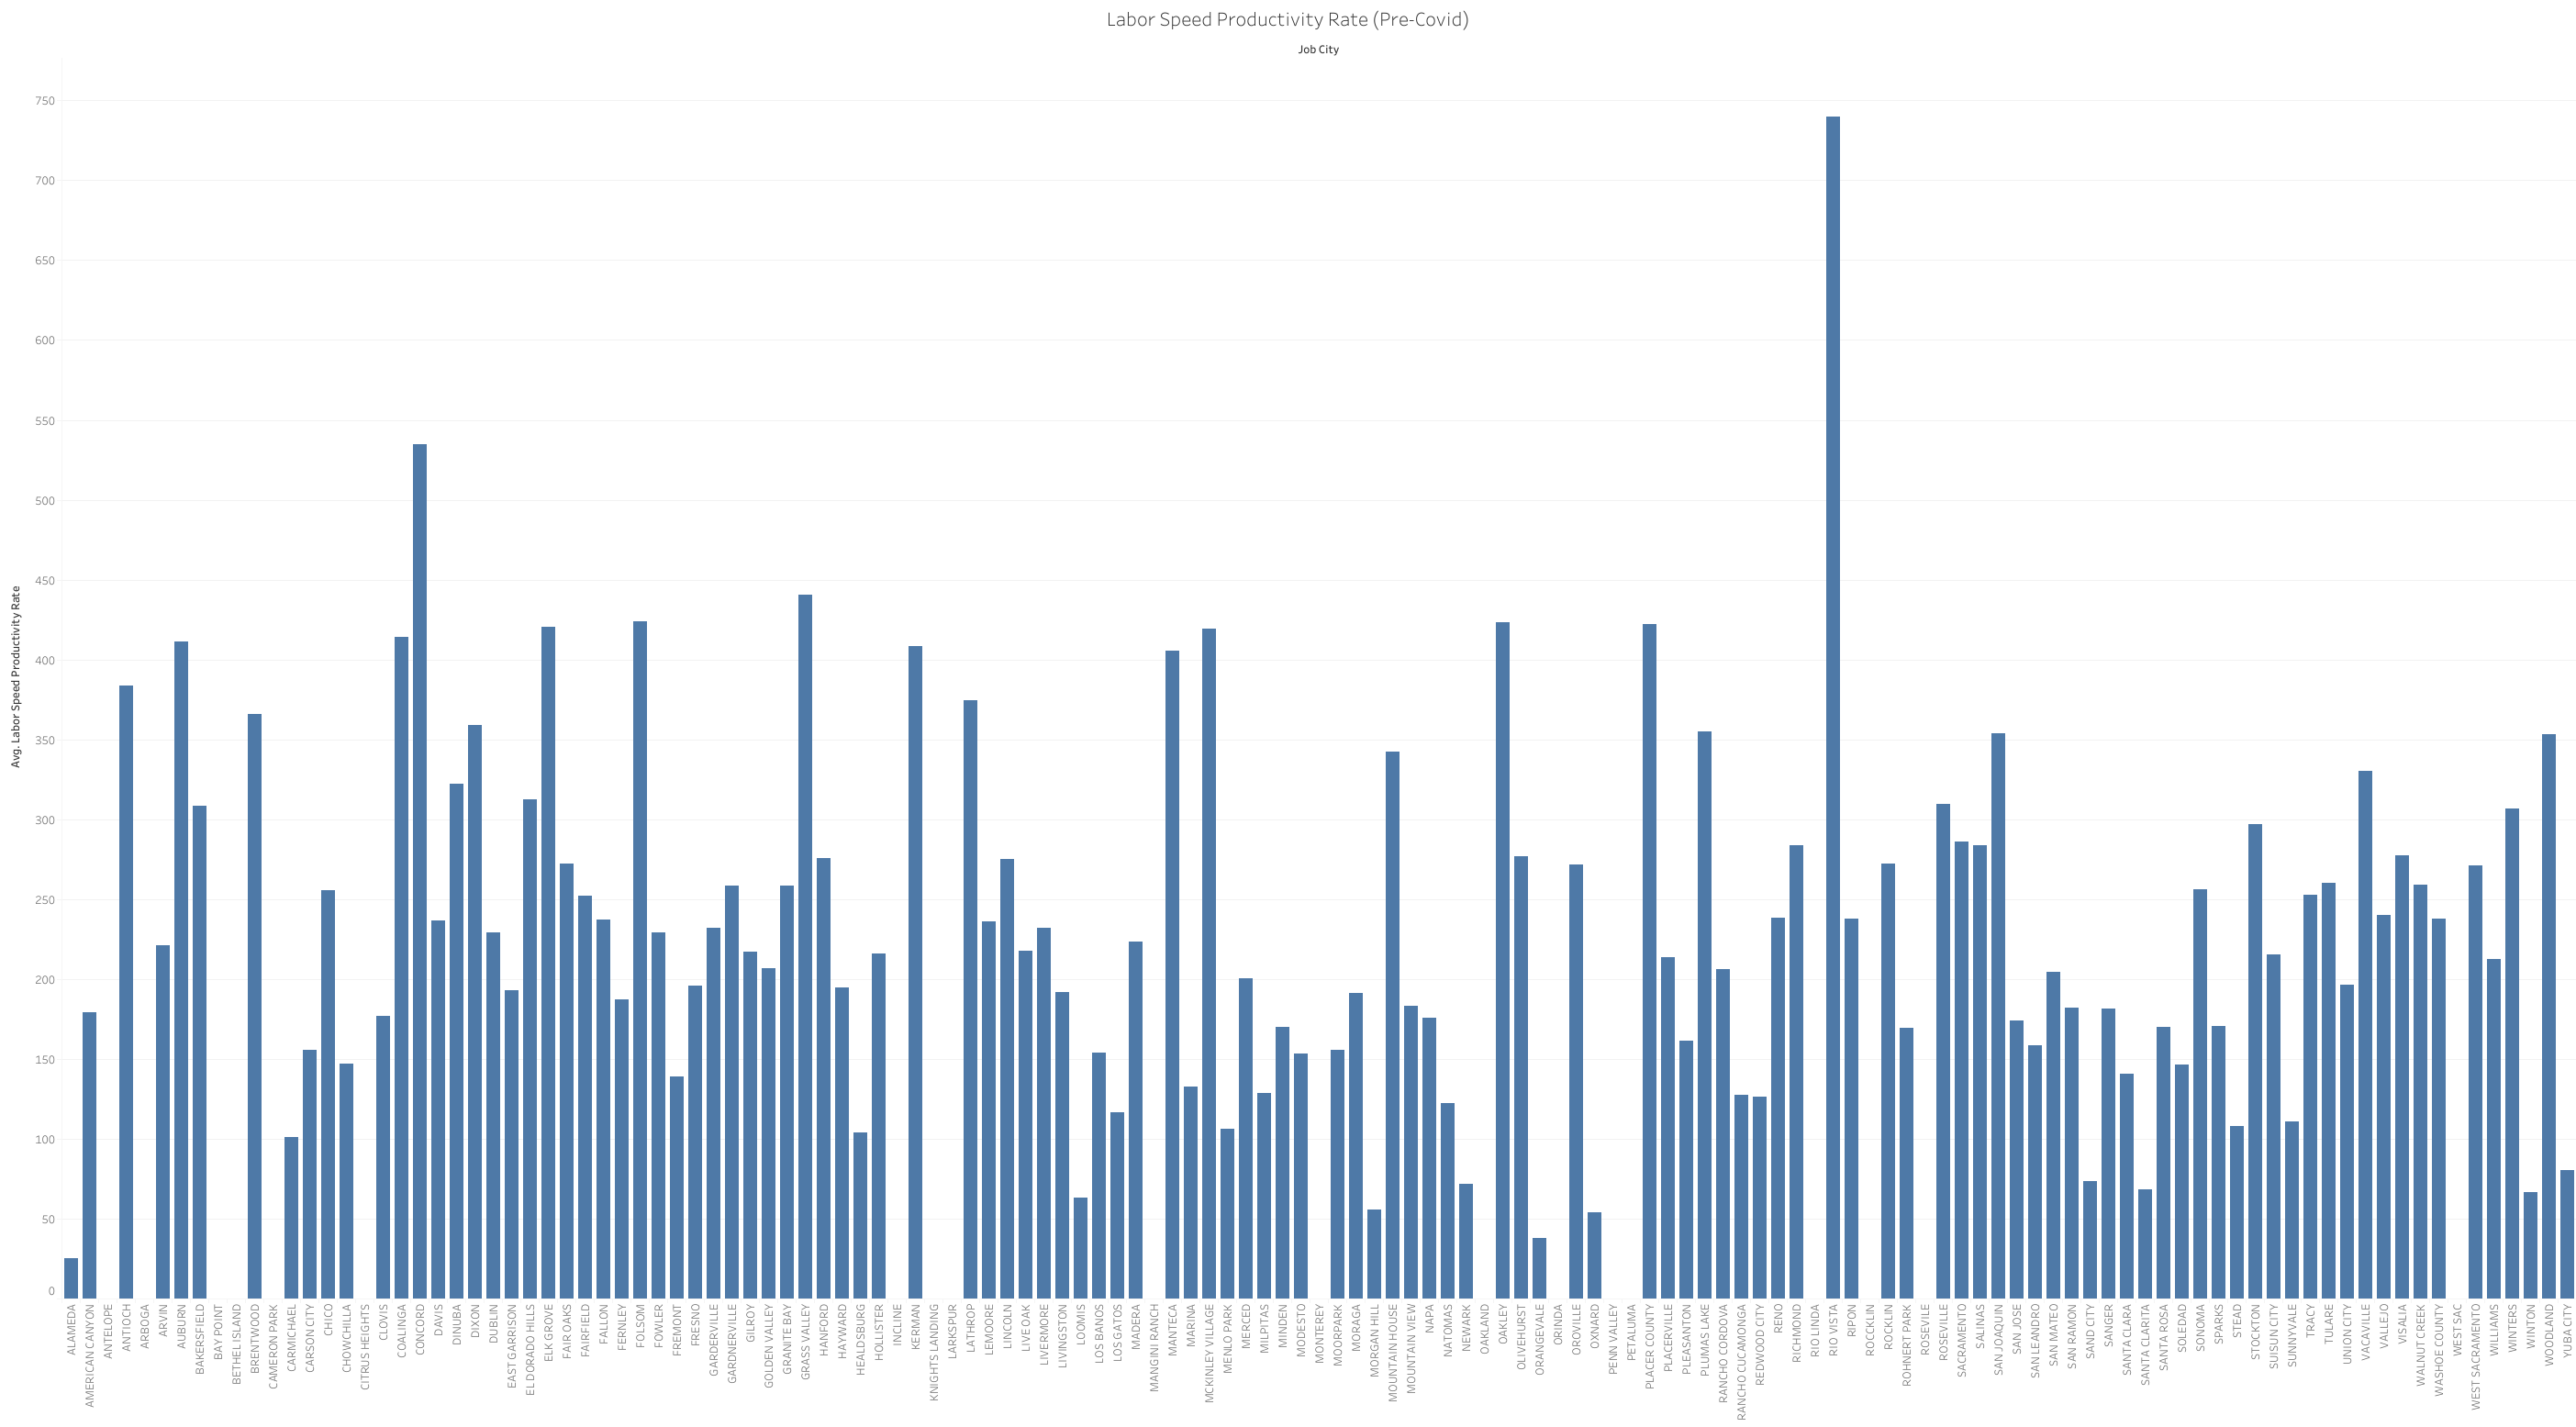 Labor Speed Productivity Rate (Pre-Covid)
Job City
Avg. Labor Speed Productivity Rate
750
700
650
600
550
500
450
400
350
300
250
200
150
100
50
0
ALAMEDA
AMERICAN CANYON
ANTELOPE
ANTIOCH
ARBOGA
ARVIN
AUBURN
BAKERSFIELD
BAY POINT
BETHEL ISLAND
BRENTWOOD
CAMERON PARK
CARMICHAEL
CARSON CITY
CHICO
CHOWCHILLA
CITRUS HEIGHTS
CLOVIS
COALINGA
CONCORD
DAVIS
DINUBA
DIXON
DUBLIN
EAST GARRISON
EL DORADO HILLS
ELK GROVE
FAIR OAKS
FAIRFIELD
FALLON
FERNLEY
FOLSOM
FOWLER
FREMONT
FRESNO
GARDERVILLE
GARDNERVILLE
GILROY
GOLDEN VALLEY
GRANITE BAY
GRASS VALLEY
HANFORD
HAYWARD
HEALDSBURG
HOLLISTER
INCLINE
KERMAN
KNIGHTS LANDING
LARKSPUR
LATHROP
LEMOORE
LINCOLN
LIVE OAK
LIVERMORE
LIVINGSTON
LOOMIS
LOS BANOS
LOS GATOS
MADERA
MANGINI RANCH
MANTECA
MARINA
MCKINLEY VILLAGE
MENLO PARK
MERCED
MILPITAS
MINDEN
MODESTO
MONTEREY
MOORPARK
MORAGA
MORGAN HILL
MOUNTAIN HOUSE
MOUNTAIN VIEW
NAPA
NATOMAS
NEWARK
OAKLAND
OAKLEY
OLIVEHURST
ORANGEVALE
ORINDA
OROVILLE
OXNARD
PENN VALLEY
PETALUMA
PLACER COUNTY
PLACERVILLE
PLEASANTON
PLUMAS LAKE
RANCHO CORDOVA
RANCHO CUCAMONGA
REDWOOD CITY
RENO
RICHMOND
RIO LINDA
RIO VISTA
RIPON
ROCCKLIN
ROCKLIN
ROHNERT PARK
ROSEVILE
ROSEVILLE
SACRAMENTO
SALINAS
SAN JOAQUIN
SAN JOSE
SAN LEANDRO
SAN MATEO
SAN RAMON
SAND CITY
SANGER
SANTA CLARA
SANTA CLARITA
SANTA ROSA
SOLEDAD
SONOMA
SPARKS
STEAD
STOCKTON
SUISUN CITY
SUNNYVALE
TRACY
TULARE
UNION CITY
VACAVILLE
VALLEJO
VISALIA
WALNUT CREEK
WASHOE COUNTY
WEST SAC
WEST SACRAMENTO
WILLIAMS
WINTERS
WINTON
WOODLAND
YUBA CITY